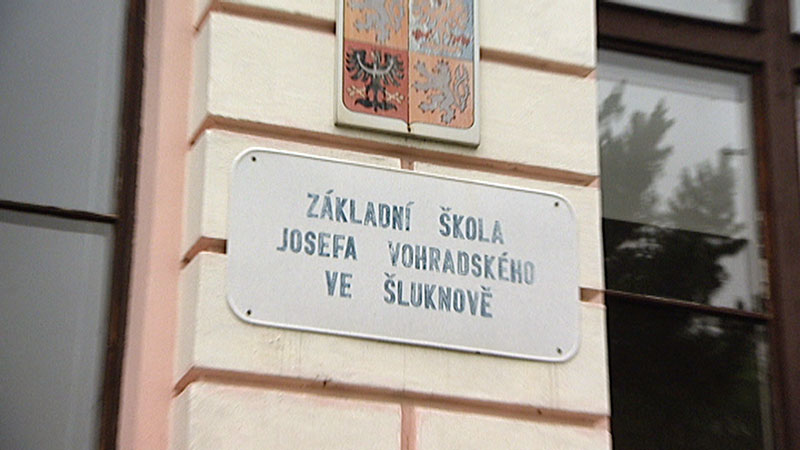 ZÁKLADNÍ ŠKOLA
JOSEFA VOHRADSKÉHO
VE ŠLUKNOVĚ